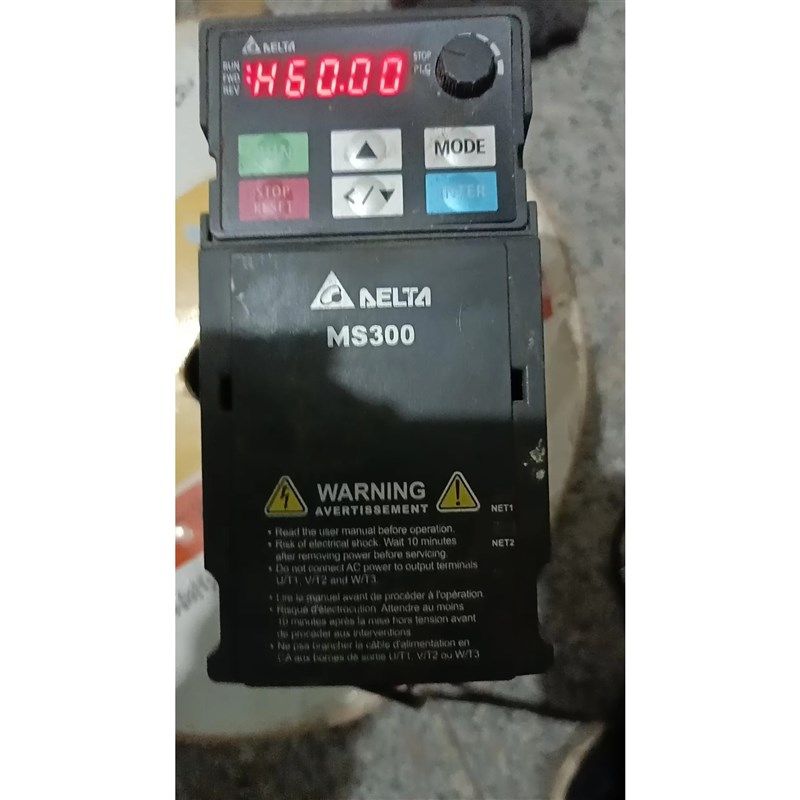 DELTA
RUN
FWD
REV
H60.00
STOP
PLC
RUN
▲
MODE
STOP
RESET
</▼
ENTER
DELTA
MS300
WARNING
AVERTISSEMENT
NET1
NET2
• Read the user manual before operation.
• Risk of electrical shock. Wait 10 minutes
after removing power before servicing.
• Do not connect AC power to output terminals
U/T1, V/T2 and W/T3.
• Lire le manuel avant de procéder à l'opération.
• Risque d'électrocution. Attendre au moins
10 minutes après la mise hors tension avant
de procéder aux interventions
• Ne pas brancher la câble d'alimentation en
CA aux bornes de sortie U/T1, V/T2 ou W/T3